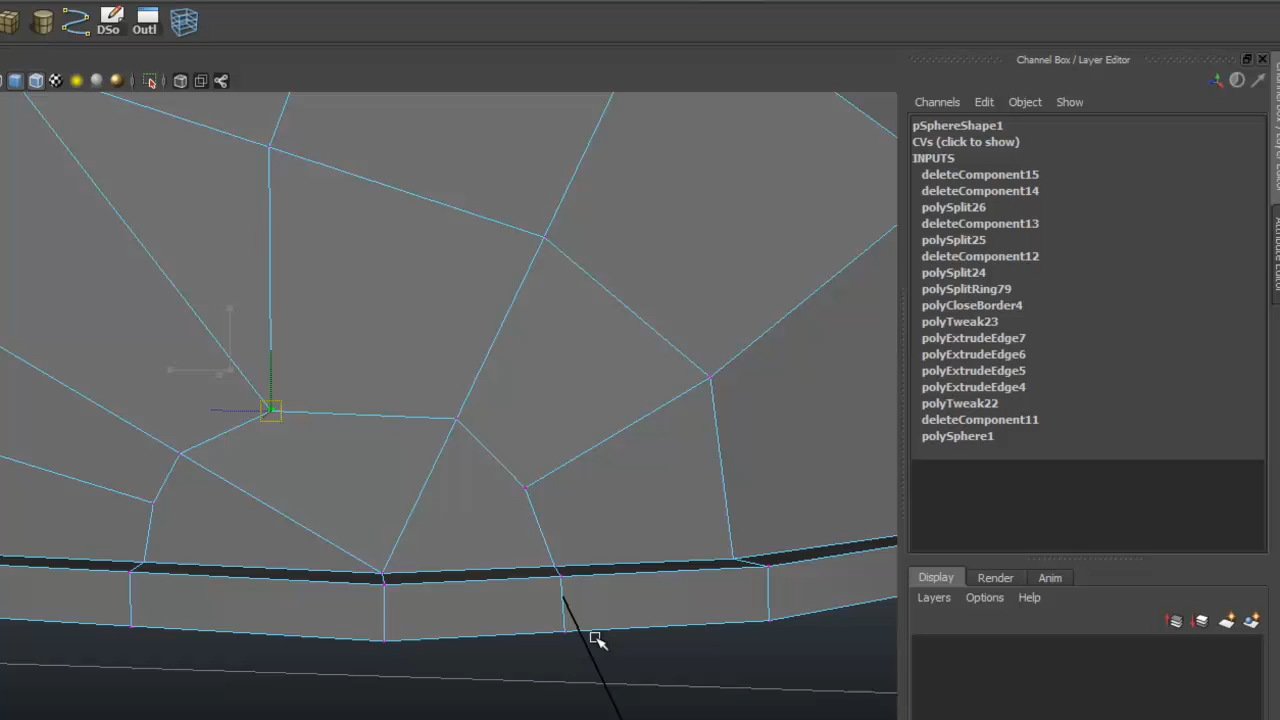 DSo Outl
Channel Box / Layer Editor
Channels Edit Object Show
pSphereShape1
CVs (click to show)
INPUTS
deleteComponent15
deleteComponent14
polySplit26
deleteComponent13
polySplit25
deleteComponent12
polySplit24
polySplitRing79
polyCloseBorder4
polyTweak23
polyExtrudeEdge7
polyExtrudeEdge6
polyExtrudeEdge5
polyExtrudeEdge4
polyTweak22
deleteComponent11
polySphere1
Display Render Anim
Layers Options Help